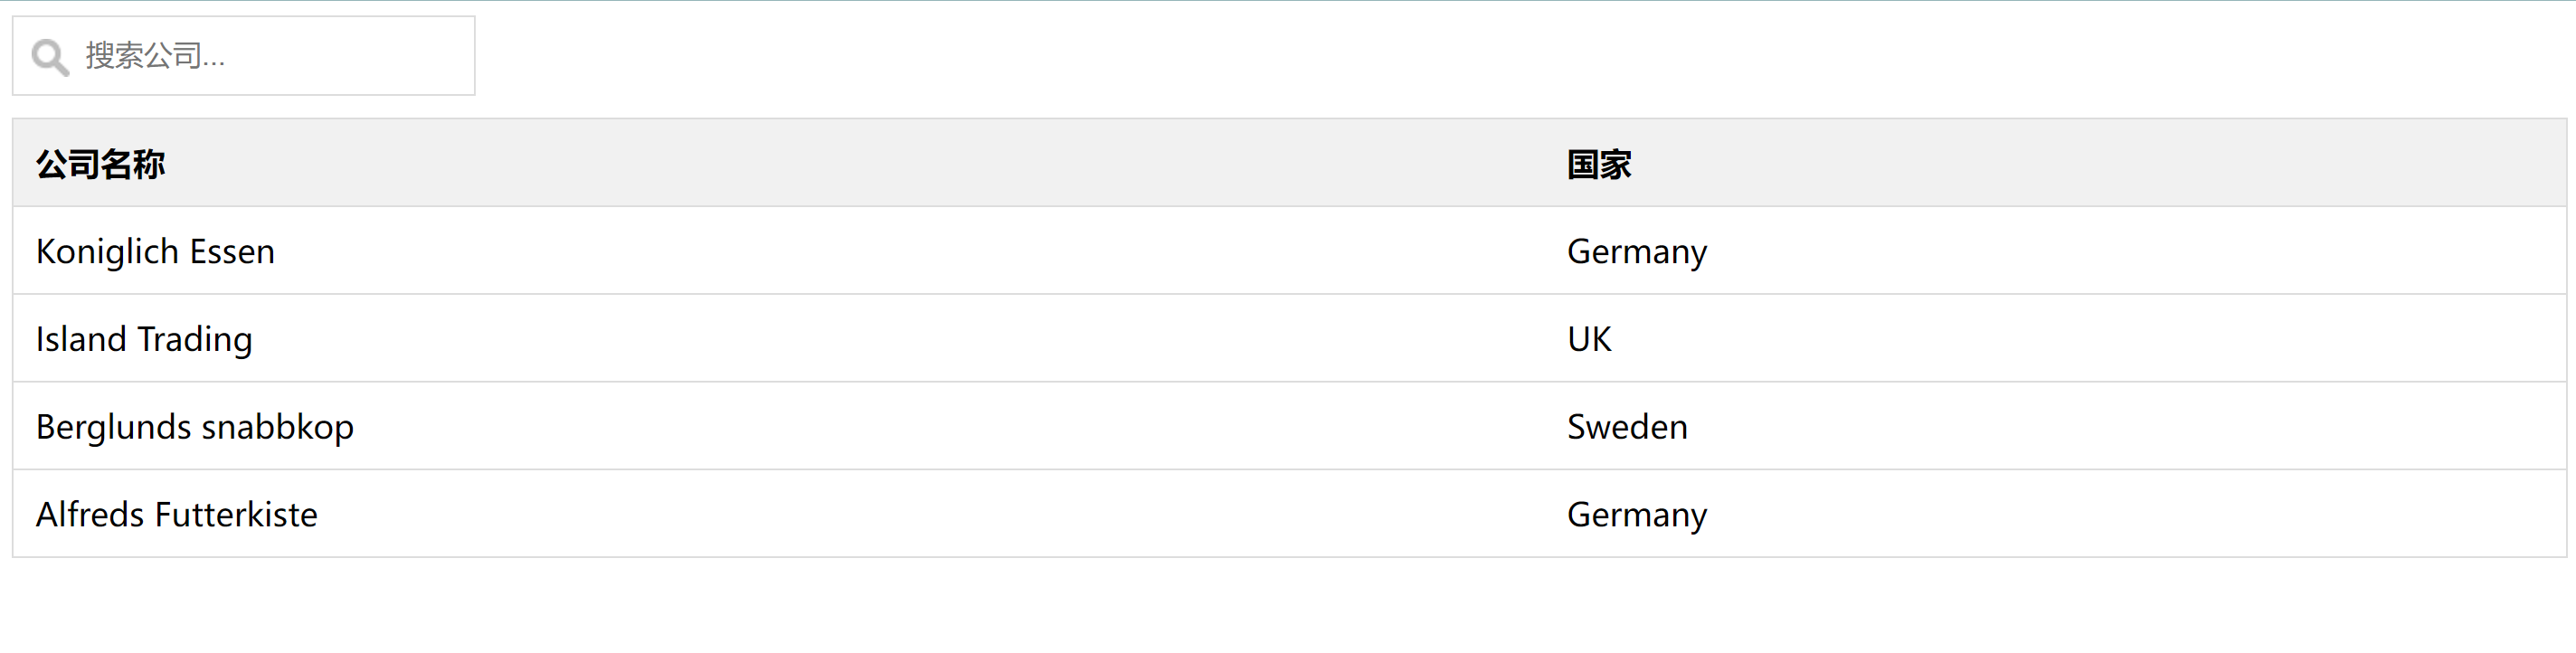 搜索公司...
公司名称 国家
Koniglich Essen Germany
Island Trading UK
Berglunds snabbkop Sweden
Alfreds Futterkiste Germany